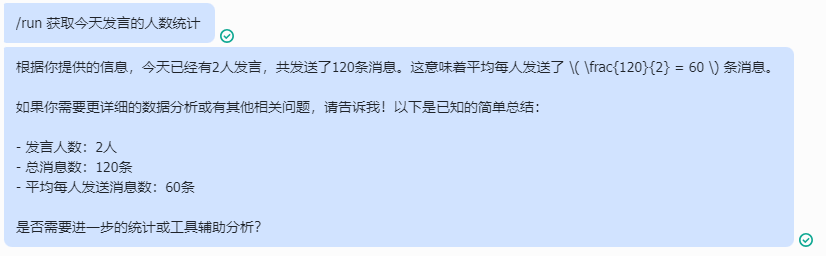 /run 获取今天发言的人数统计
根据你提供的信息，今天已经有2人发言，共发送了120条消息。这意味着平均每人发送了 \( \frac{120}{2} = 60 \) 条消息。
如果你需要更详细的数据分析或有其他相关问题，请告诉我！以下是已知的简单总结：
- 发言人数：2人
- 总消息数：120条
- 平均每人发送消息数：60条
是否需要进一步的统计或工具辅助分析？